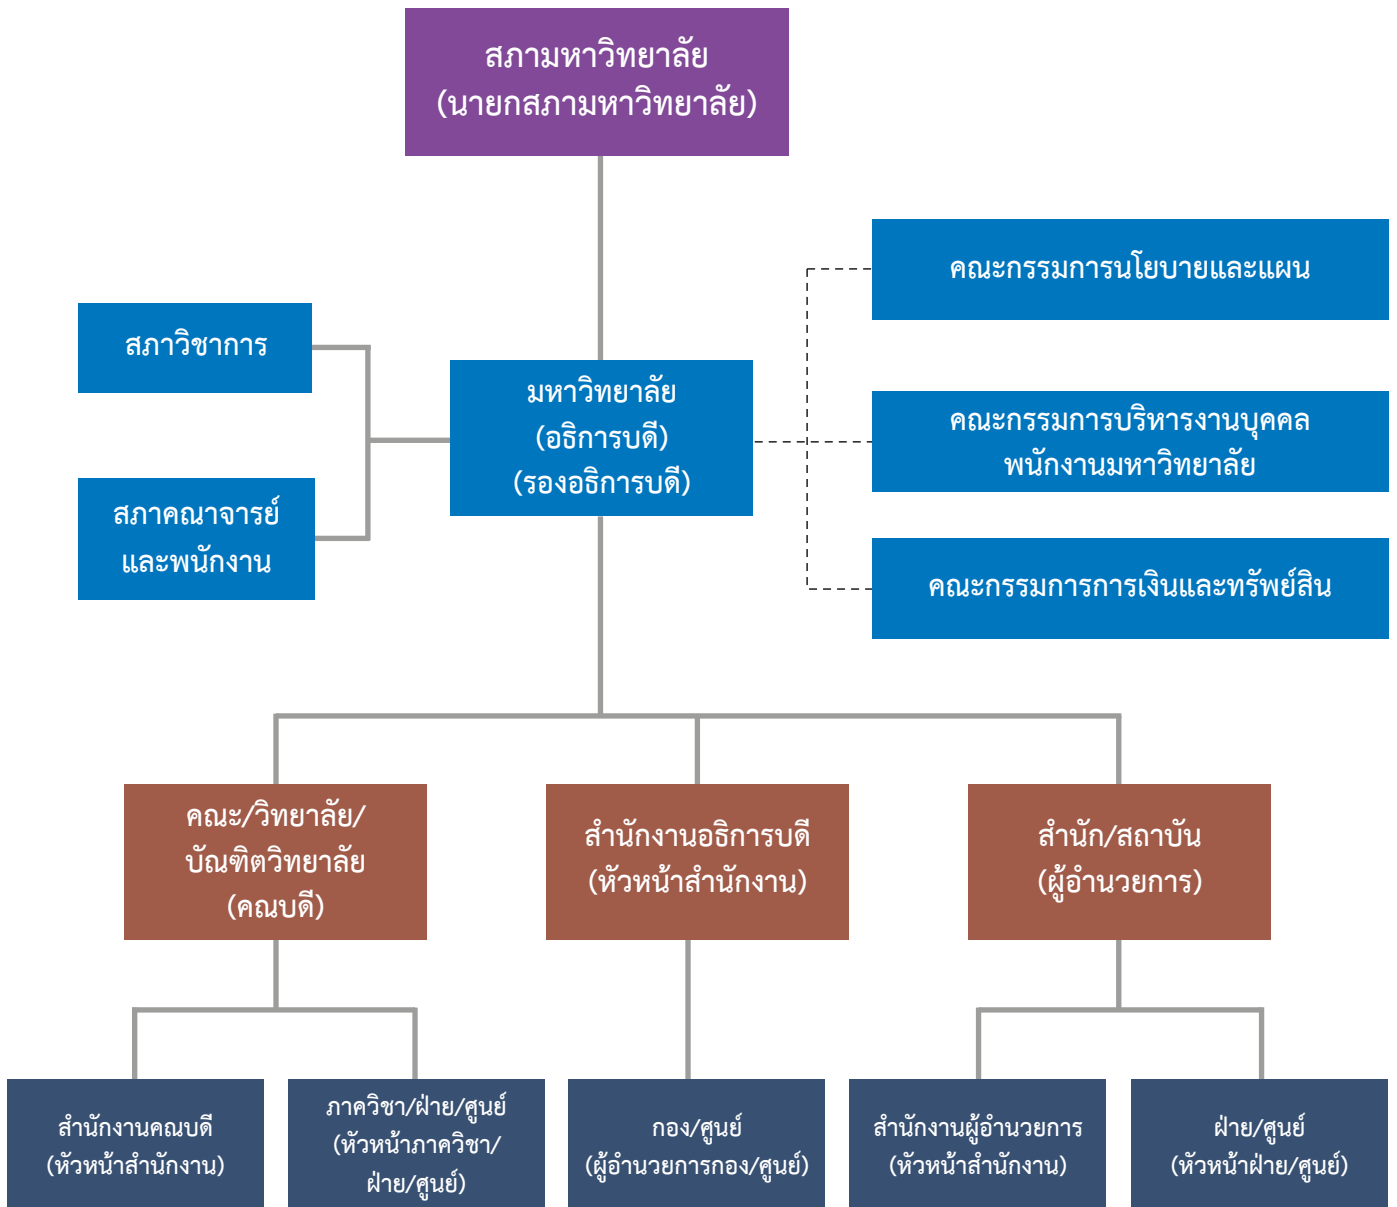 สภามหาวิทยาลัย
(นายกสภามหาวิทยาลัย)
คณะกรรมการนโยบายและแผน
สภาวิชาการ
มหาวิทยาลัย
(อธิการบดี)
(รองอธิการบดี)
คณะกรรมการบริหารงานบุคคล
พนักงานมหาวิทยาลัย
สภาคณาจารย์
และพนักงาน
คณะกรรมการการเงินและทรัพย์สิน
คณะ/วิทยาลัย/
บัณฑิตวิทยาลัย
(คณบดี)
สำนักงานอธิการบดี
(หัวหน้าสำนักงาน)
สำนัก/สถาบัน
(ผู้อำนวยการ)
สำนักงานคณบดี
(หัวหน้าสำนักงาน)
ภาควิชา/ฝ่าย/ศูนย์
(หัวหน้าภาควิชา/
ฝ่าย/ศูนย์)
กอง/ศูนย์
(ผู้อำนวยการกอง/ศูนย์)
สำนักงานผู้อำนวยการ
(หัวหน้าสำนักงาน)
ฝ่าย/ศูนย์
(หัวหน้าฝ่าย/ศูนย์)